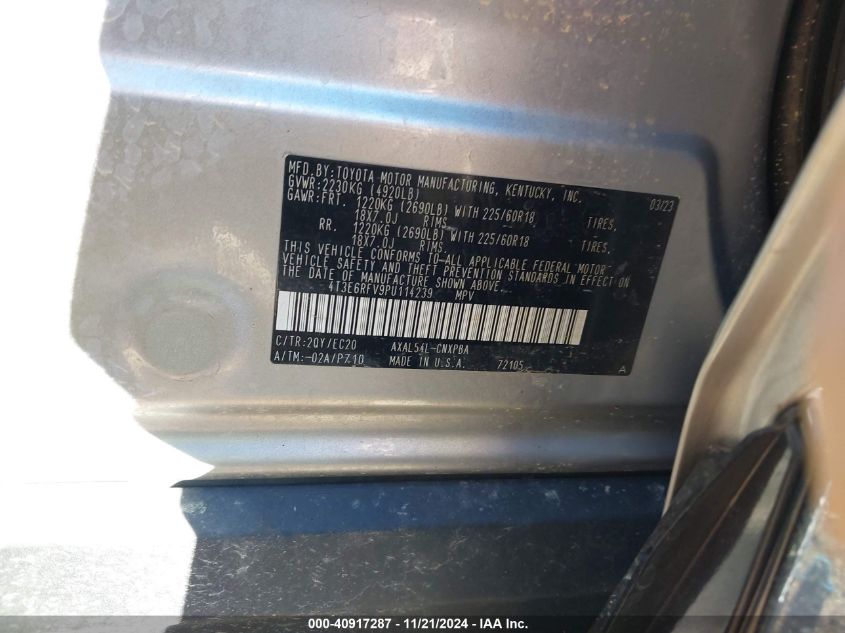 MFD.BY:TOYOTA MOTOR MANUFACTURING, KENTUCKY, INC.
GVWR:2230KG (4920LB) 03/23
GAWR:FRT. 1220KG (2690LB) WITH 225/60R18 TIRES,
18X7.0J RIMS.
RR. 1220KG (2690LB) WITH 225/60R18 TIRES,
18X7.0J RIMS.
THIS VEHICLE CONFORMS TO ALL APPLICABLE FEDERAL MOTOR
VEHICLE SAFETY AND THEFT PREVENTION STANDARDS IN EFFECT ON
THE DATE OF MANUFACTURE SHOWN ABOVE.
4T3E6RFV9PU114239 MPV
C/TR:2QY/EC20 AXAL54L-CNXPBA
A/TM:-02A/P710 MADE IN U.S.A. 72105 A
000-40917287 - 11/21/2024 - IAA Inc.